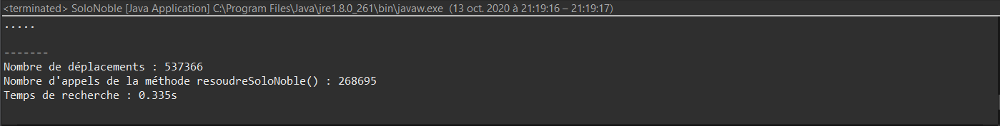 <terminated> SoloNoble [Java Application] C:\Program Files\Java\jre1.8.0_261\bin\javaw.exe (13 oct. 2020 à 21:19:16 – 21:19:17)
.....
-------
Nombre de déplacements : 537366
Nombre d'appels de la méthode resoudreSoloNoble() : 268695
Temps de recherche : 0.335s